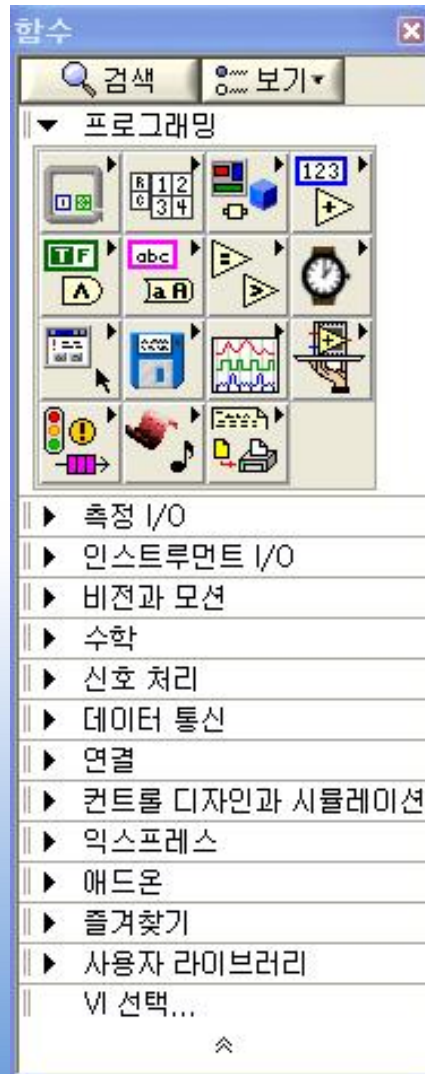 함수
검색 보기
프로그래밍
123
TF abc
a A
측정 I/O
인스트루먼트 I/O
비전과 모션
수학
신호 처리
데이터 통신
연결
컨트롤 디자인과 시뮬레이션
익스프레스
애드온
즐겨찾기
사용자 라이브러리
VI 선택...